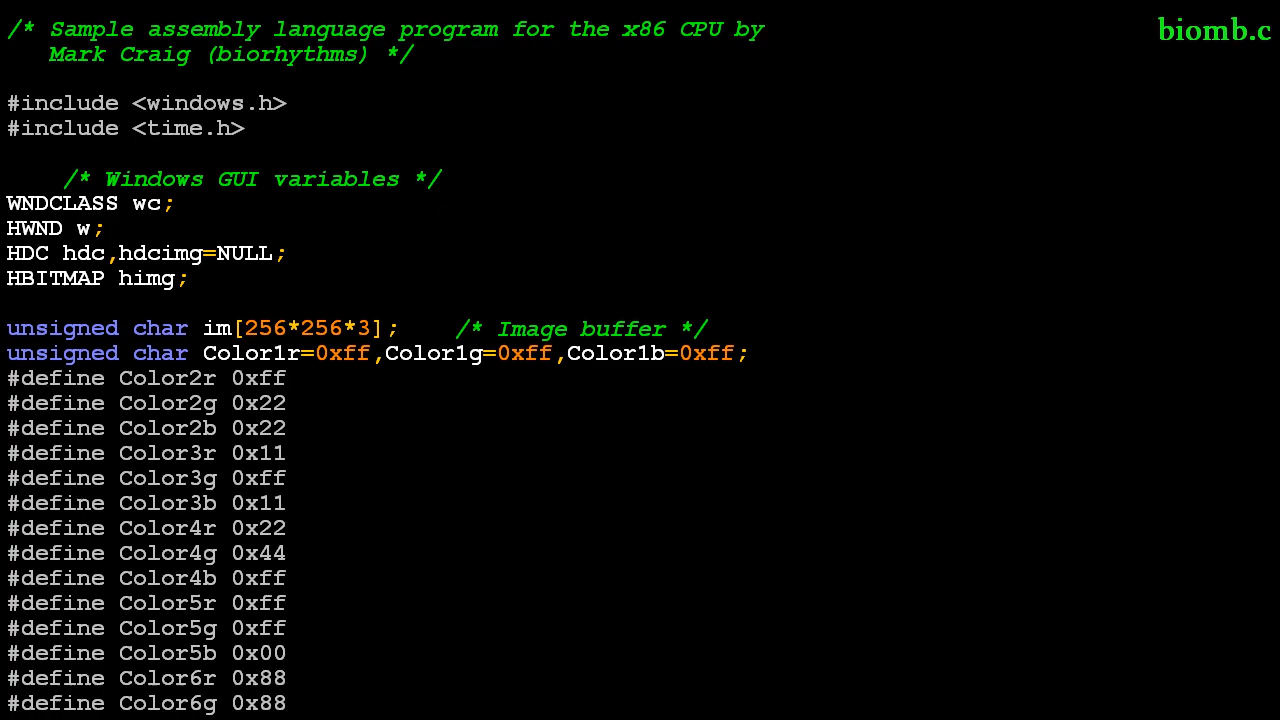 /* Sample assembly language program for the x86 CPU by
   Mark Craig (biorhythms) */
biomb.c
#include <windows.h>
#include <time.h>
    /* Windows GUI variables */
WNDCLASS wc;
HWND w;
HDC hdc,hdcimg=NULL;
HBITMAP himg;
unsigned char im[256*256*3];    /* Image buffer */
unsigned char Color1r=0xff,Color1g=0xff,Color1b=0xff;
#define Color2r 0xff
#define Color2g 0x22
#define Color2b 0x22
#define Color3r 0x11
#define Color3g 0xff
#define Color3b 0x11
#define Color4r 0x22
#define Color4g 0x44
#define Color4b 0xff
#define Color5r 0xff
#define Color5g 0xff
#define Color5b 0x00
#define Color6r 0x88
#define Color6g 0x88